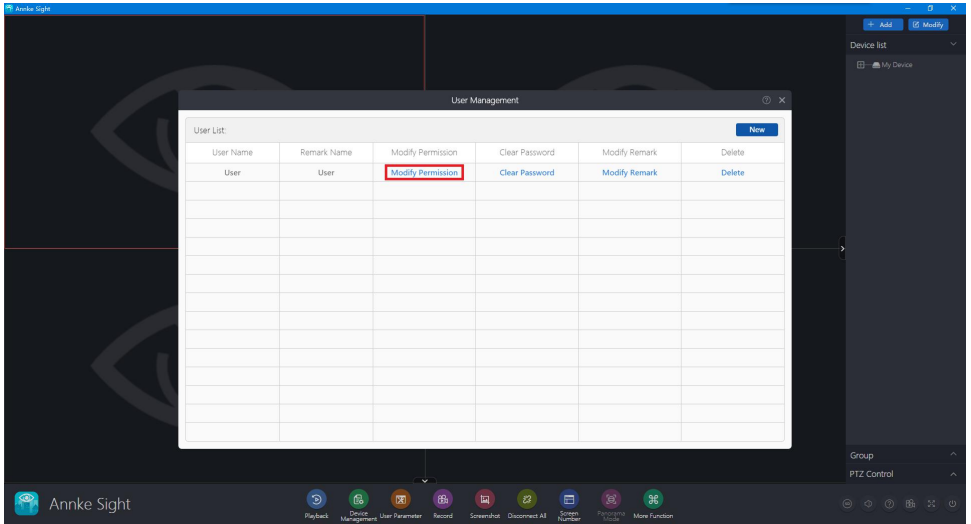 Annke Sight
+ Add
Modify
Device list
My Device
User Management
User List:
New
User Name Remark Name Modify Permission Clear Password Modify Remark Delete
User User Modify Permission Clear Password Modify Remark Delete
Group
PTZ Control
Annke Sight
Playback
Device
Management
User Parameter
Record
Screenshot
Disconnect All
Screen
Number
Panorama
Mode
More Function